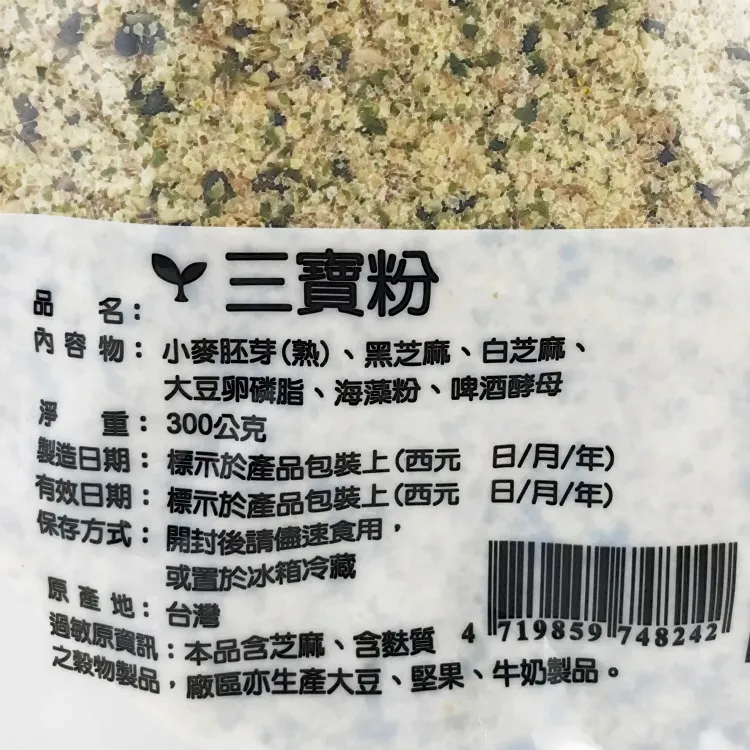 品名：三寶粉
內容物：小麥胚芽(熟)、黑芝麻、白芝麻、
大豆卵磷脂、海藻粉、啤酒酵母
淨重：300公克
製造日期：標示於產品包裝上(西元 日/月/年)
有效日期：標示於產品包裝上(西元 日/月/年)
保存方式：開封後請儘速食用，
或置於冰箱冷藏
原產地：台灣
過敏原資訊：本品含芝麻、含麩質
之穀物製品，廠區亦生產大豆、堅果、牛奶製品。
4 719859 748242